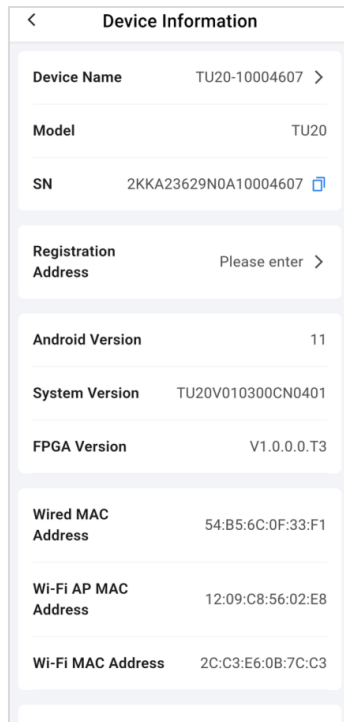 Device Information
Device Name TU20-10004607
Model TU20
SN 2KKA23629N0A10004607
Registration
Address Please enter
Android Version 11
System Version TU20V010300CN0401
FPGA Version V1.0.0.0.T3
Wired MAC
Address 54:B5:6C:0F:33:F1
Wi-Fi AP MAC
Address 12:09:C8:56:02:E8
Wi-Fi MAC Address 2C:C3:E6:0B:7C:C3